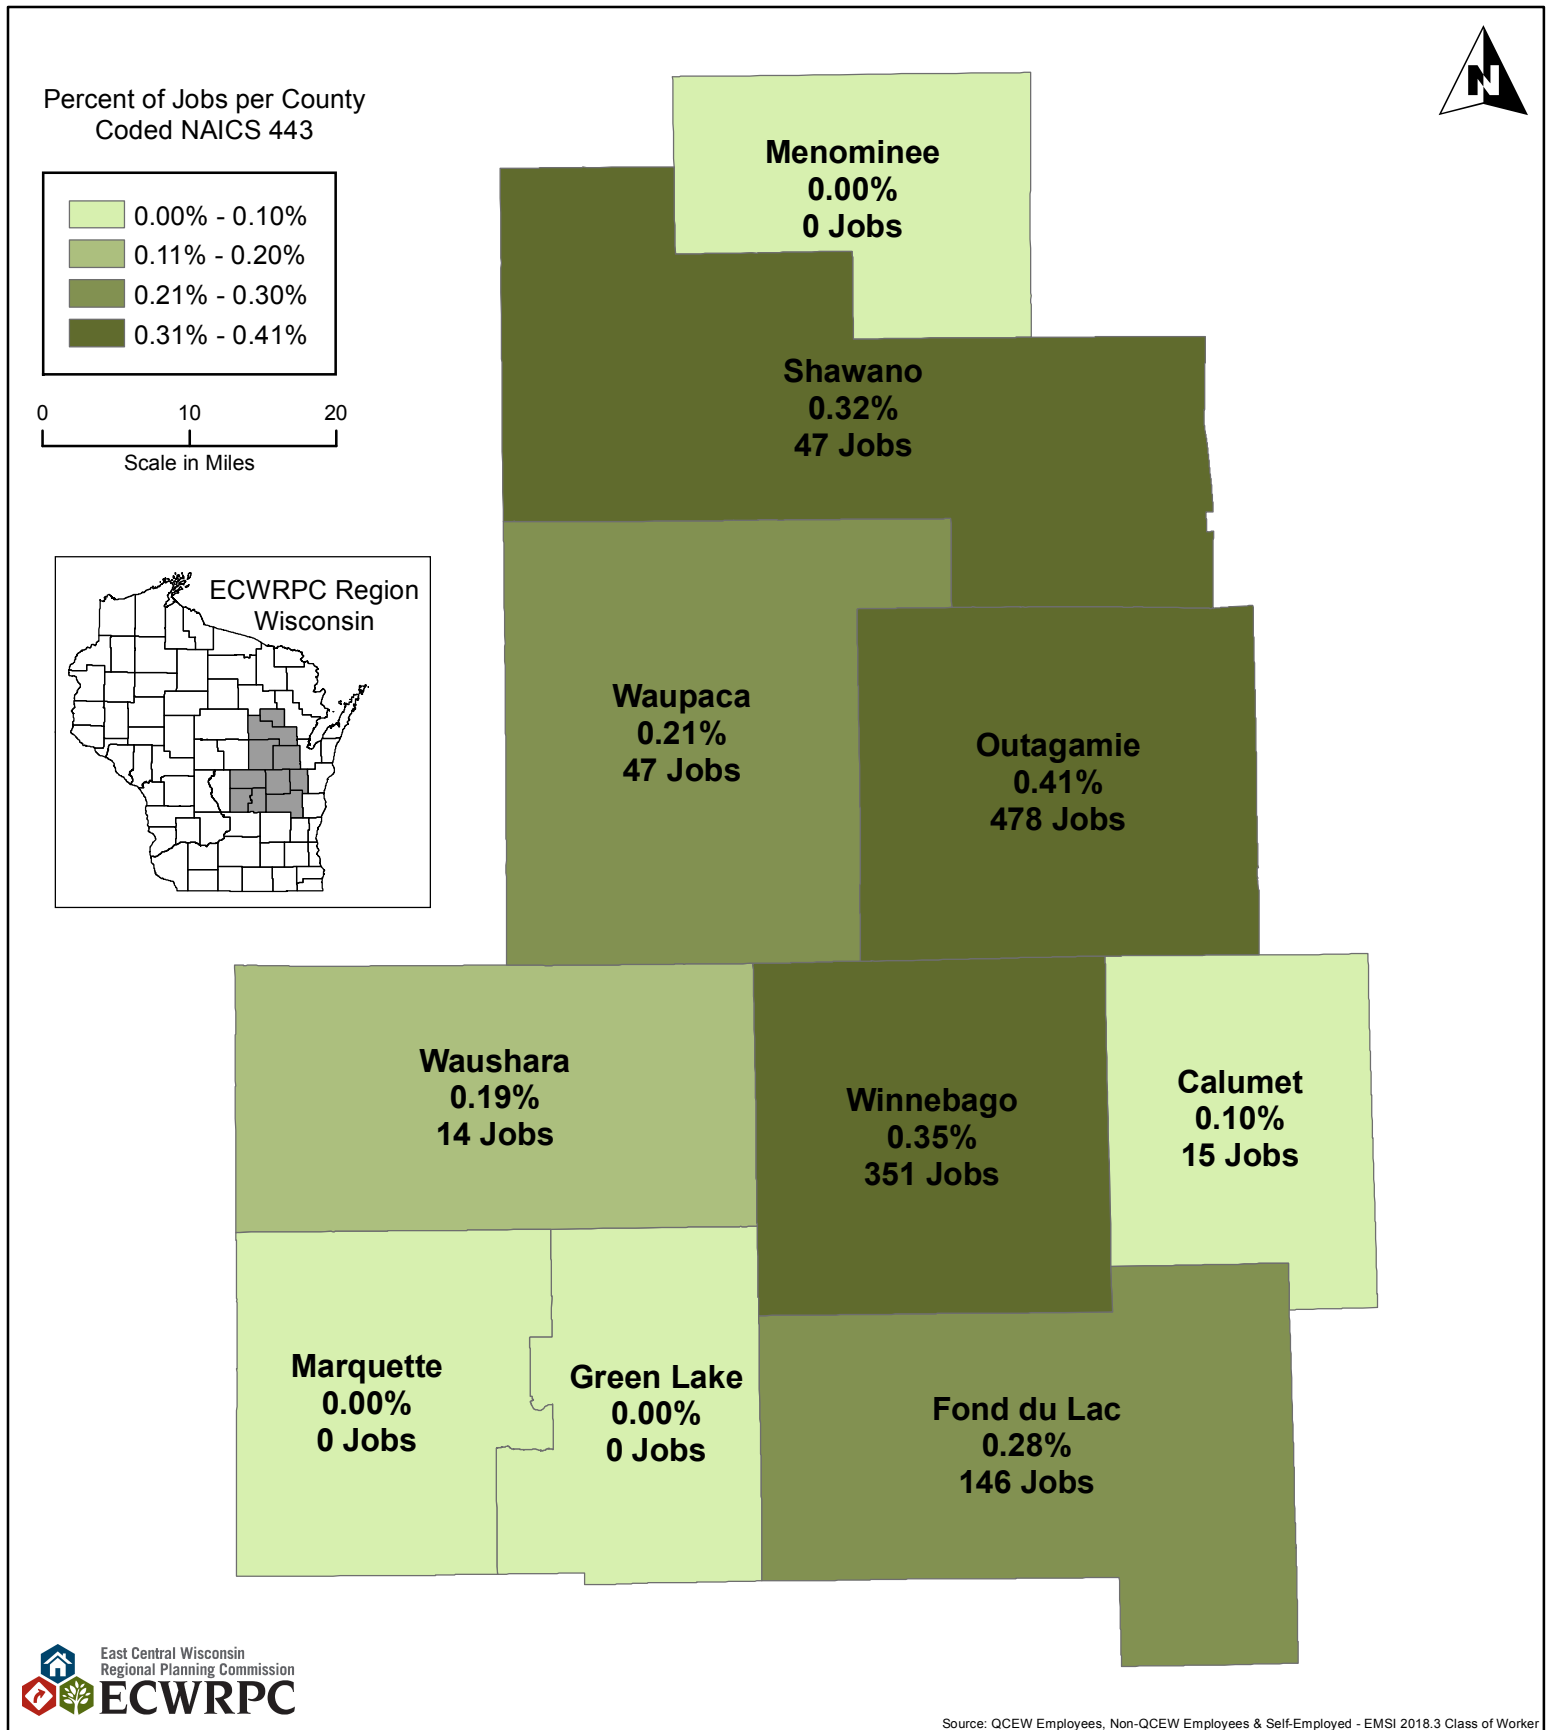 Percent of Jobs per County
Coded NAICS 443
0.00% - 0.10%
0.11% - 0.20%
0.21% - 0.30%
0.31% - 0.41%
0 10 20
Scale in Miles
ECWRPC Region
Wisconsin
N
Menominee
0.00%
0 Jobs
Shawano
0.32%
47 Jobs
Waupaca
0.21%
47 Jobs
Outagamie
0.41%
478 Jobs
Waushara
0.19%
14 Jobs
Winnebago
0.35%
351 Jobs
Calumet
0.10%
15 Jobs
Marquette
0.00%
0 Jobs
Green Lake
0.00%
0 Jobs
Fond du Lac
0.28%
146 Jobs
East Central Wisconsin
Regional Planning Commission
ECWRPC
Source: QCEW Employees, Non-QCEW Employees & Self-Employed - EMSI 2018.3 Class of Worker